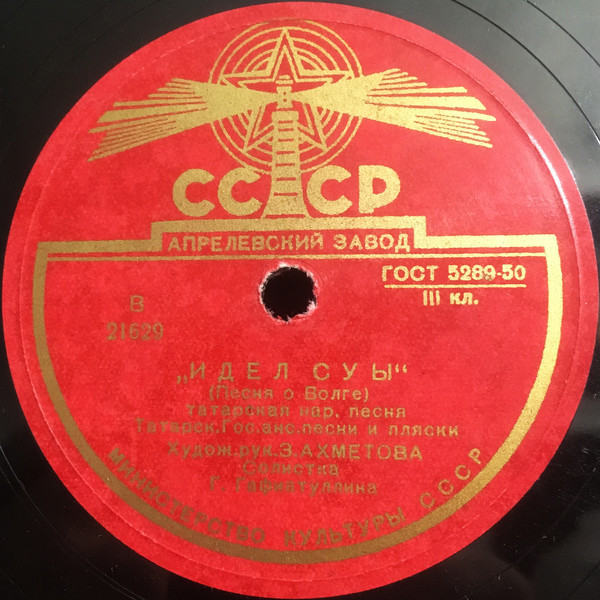 СССР
АПРЕЛЕВСКИЙ ЗАВОД
ГОСТ 5289-50
III кл.
В
21629
„ИДЕЛ СУЫ“
(Песня о Волге)
татарская нар. песня
Татарск.Гос.анс.песни и пляски
Худож.рук.З.АХМЕТОВА
Солистка
Г. Гафиатуллина
МИНИСТЕРСТВО КУЛЬТУРЫ СССР